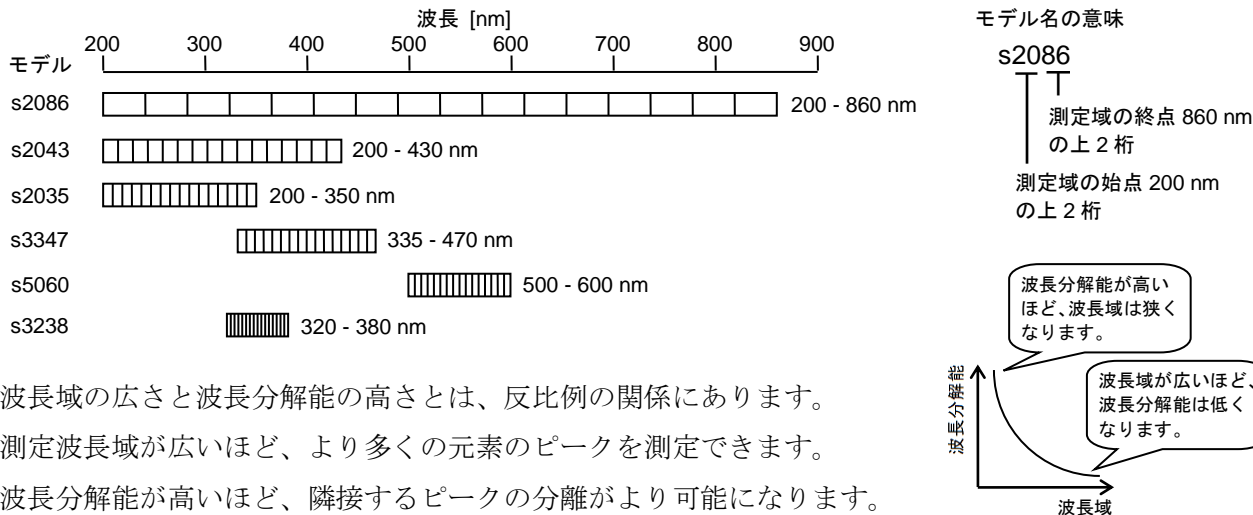 波長 [nm]
200 300 400 500 600 700 800 900
モデル
s2086 200 - 860 nm
s2043 200 - 430 nm
s2035 200 - 350 nm
s3347 335 - 470 nm
s5060 500 - 600 nm
s3238 320 - 380 nm
モデル名の意味
s2086
測定域の終点 860 nm
の上 2 桁
測定域の始点 200 nm
の上 2 桁
波長分解能が高い
ほど、波長域は狭く
なります。
波長域が広いほど、
波長分解能は低く
なります。
波長分解能
波長域
波長域の広さと波長分解能の高さとは、反比例の関係にあります。
測定波長域が広いほど、より多くの元素のピークを測定できます。
波長分解能が高いほど、隣接するピークの分離がより可能になります。